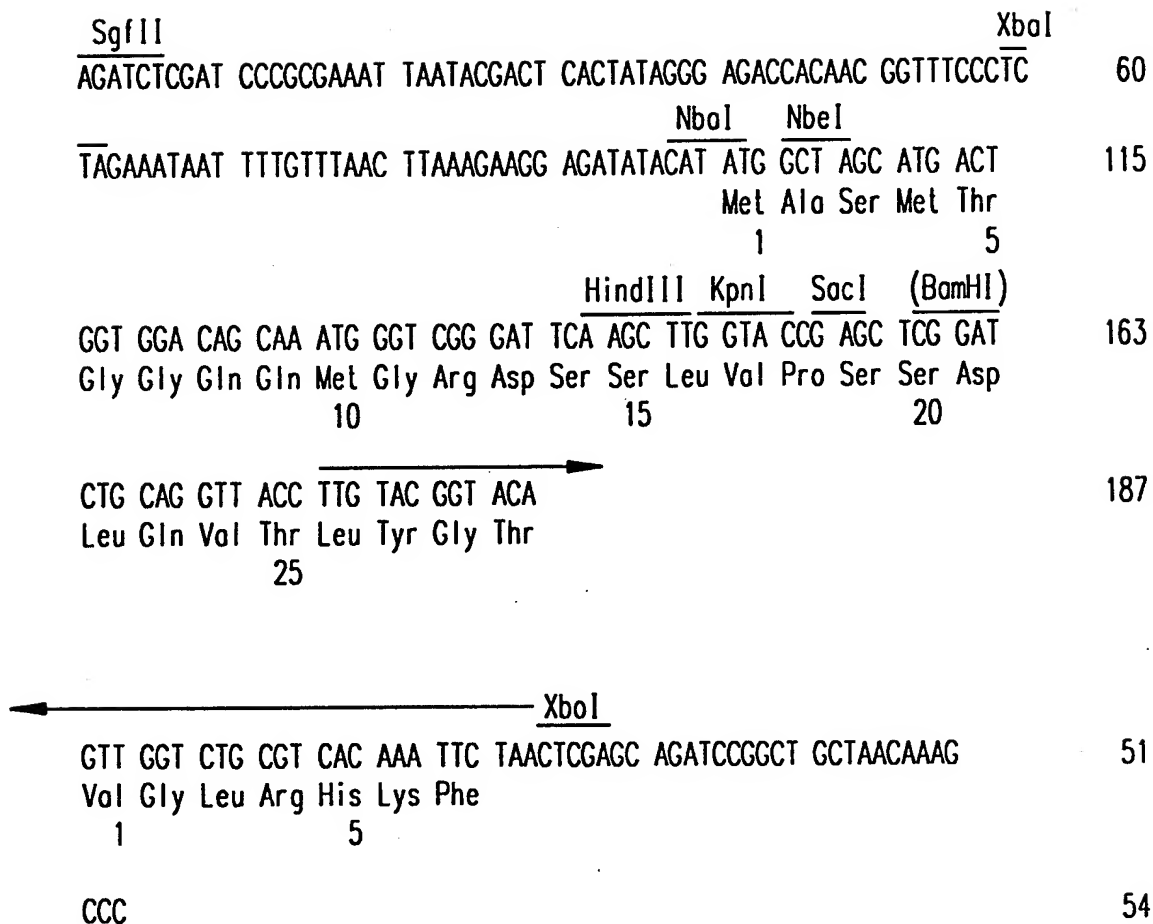 SgfII XbaI
AGATCTCGAT CCCGCGAAAT TAATACGACT CACTATAGGG AGACCACAAC GGTTTCCCTC 60
NbaI NbeI
TAGAAATAAT TTTGTTTAAC TTAAAGAAGG AGATATACAT ATG GCT AGC ATG ACT 115
Met Ala Ser Met Thr
1 5
HindIII KpnI SacI (BamHI)
GGT GGA CAG CAA ATG GGT CGG GAT TCA AGC TTG GTA CCG AGC TCG GAT 163
Gly Gly Gln Gln Met Gly Arg Asp Ser Ser Leu Val Pro Ser Ser Asp
10 15 20
CTG CAG GTT ACC TTG TAC GGT ACA 187
Leu Gln Val Thr Leu Tyr Gly Thr
25
XboI
GTT GGT CTG CGT CAC AAA TTC TAACTCGAGC AGATCCGGCT GCTAACAAAG 51
Val Gly Leu Arg His Lys Phe
1 5
CCC 54